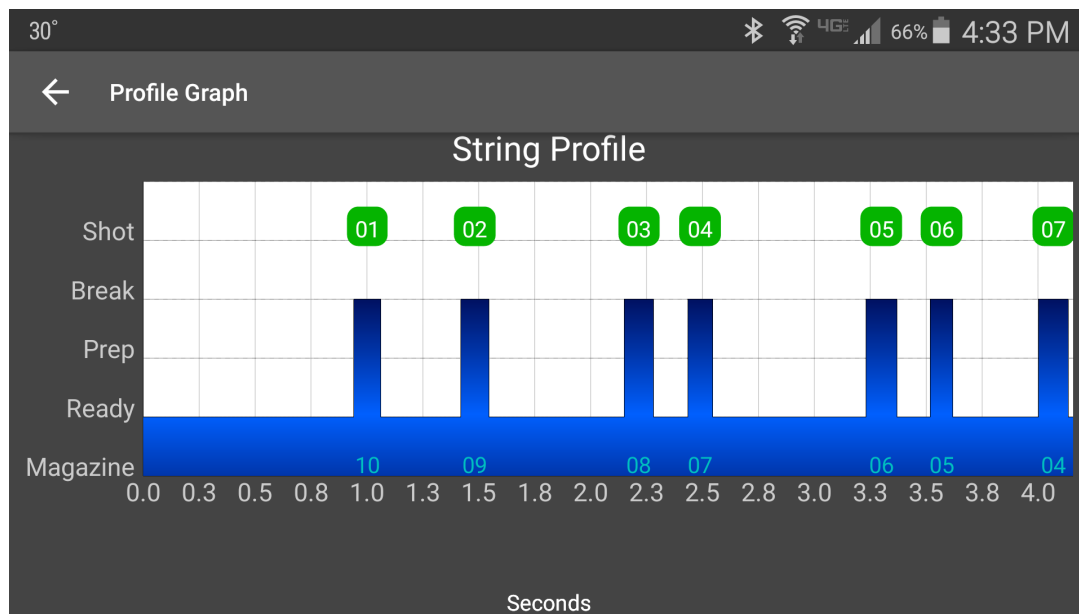 30° 4G 66% 4:33 PM
Profile Graph
String Profile
Shot 01 02 03 04 05 06 07
Break
Prep
Ready
Magazine 10 09 08 07 06 05 04
0.0 0.3 0.5 0.8 1.0 1.3 1.5 1.8 2.0 2.3 2.5 2.8 3.0 3.3 3.5 3.8 4.0
Seconds